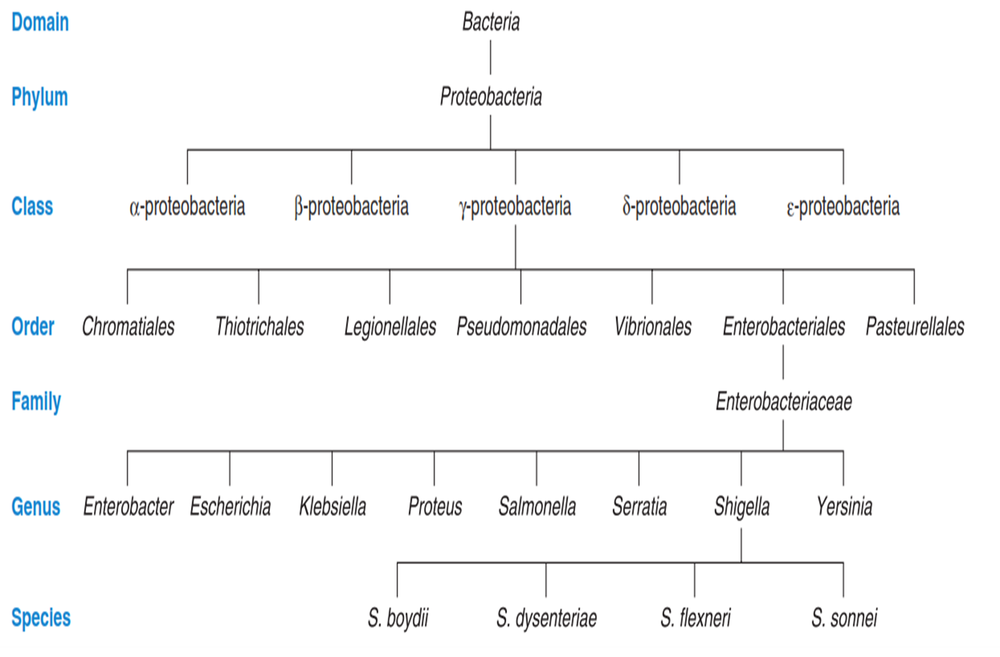 Domain Bacteria
Phylum Proteobacteria
Class α-proteobacteria β-proteobacteria γ-proteobacteria δ-proteobacteria ε-proteobacteria
Order Chromatiales Thiotrichales Legionellales Pseudomonadales Vibrionales Enterobacteriales Pasteurellales
Family Enterobacteriaceae
Genus Enterobacter Escherichia Klebsiella Proteus Salmonella Serratia Shigella Yersinia
Species S. boydii S. dysenteriae S. flexneri S. sonnei